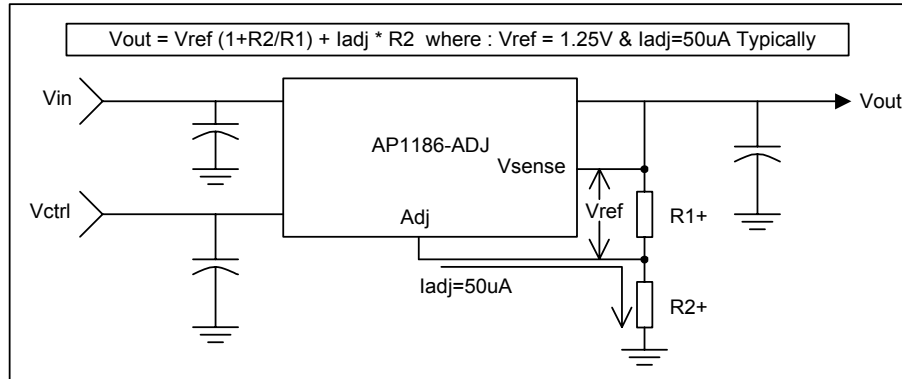 Vout = Vref (1+R2/R1) + Iadj * R2 where : Vref = 1.25V & Iadj=50uA Typically
Vin
Vout
AP1186-ADJ
Vsense
Vctrl
Adj
Vref
R1+
Iadj=50uA
R2+